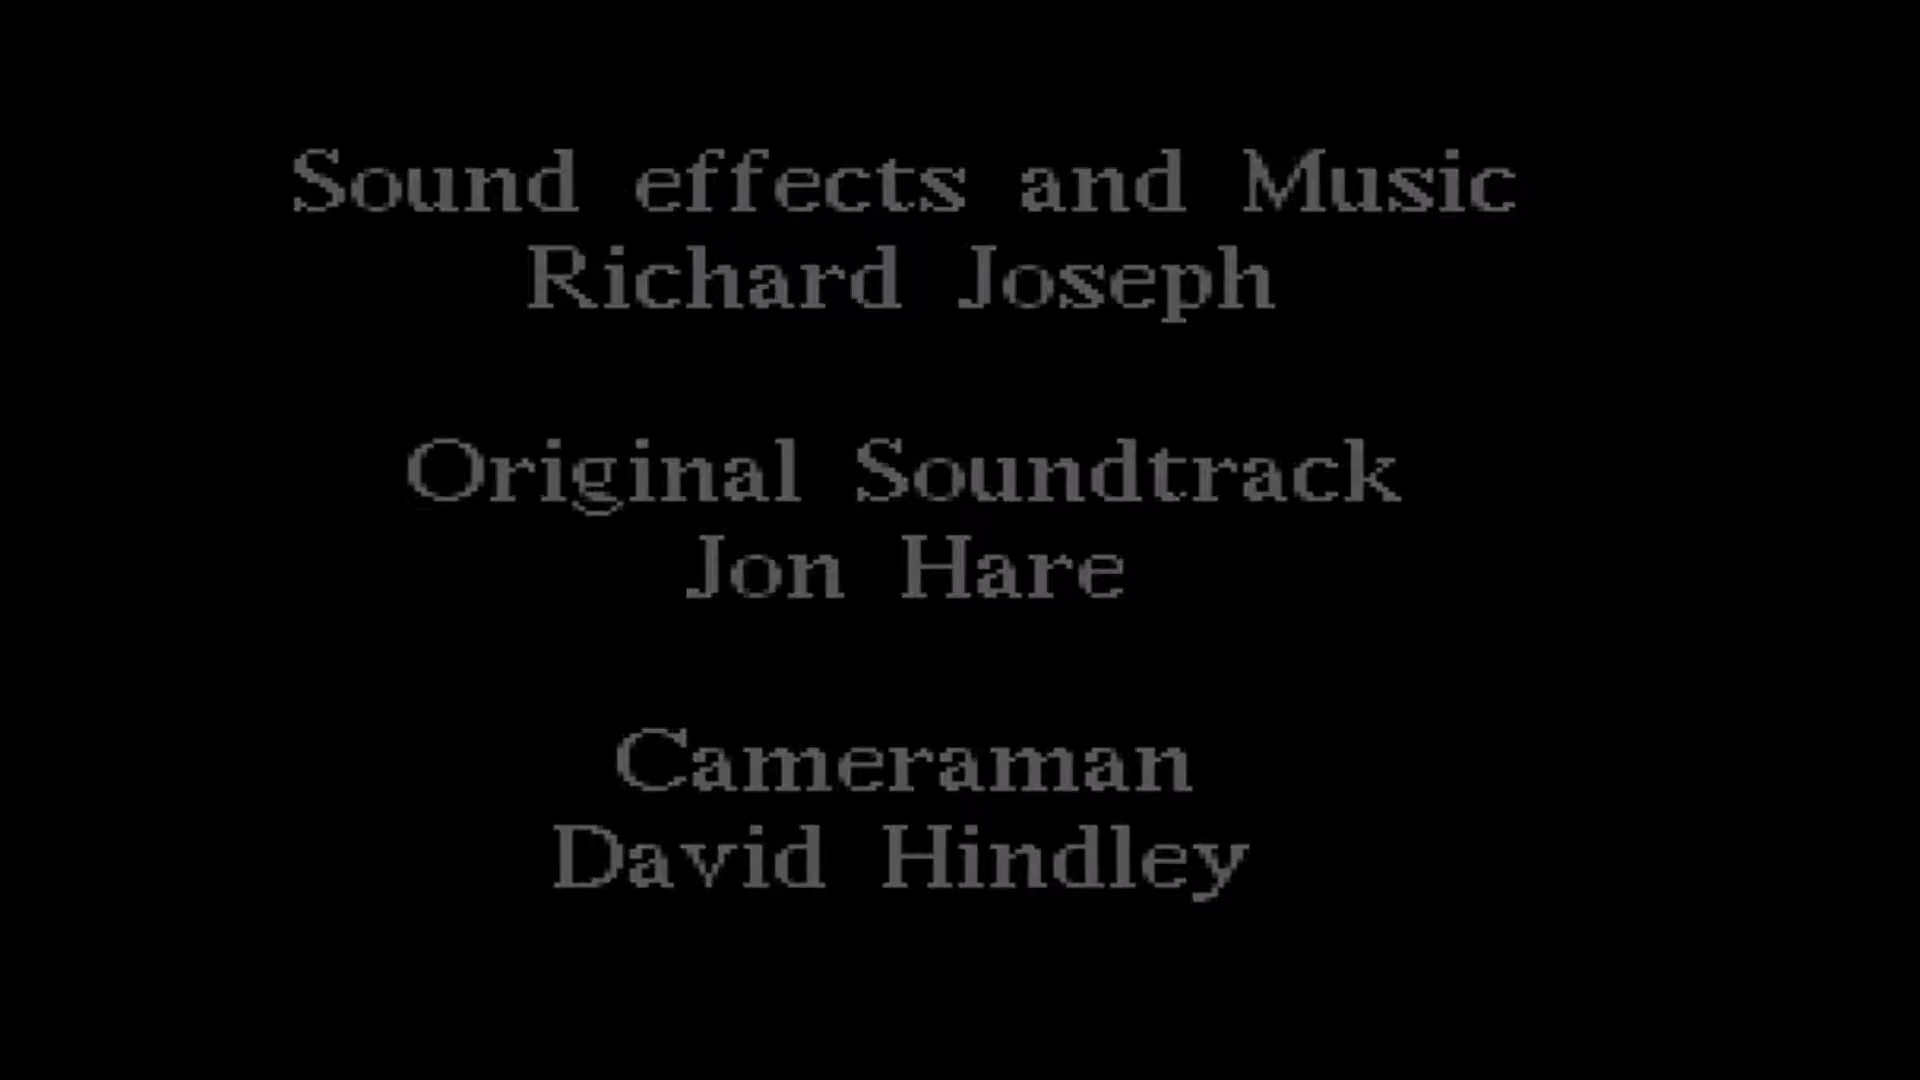 Sound effects and Music
Richard Joseph
Original Soundtrack
Jon Hare
Cameraman
David Hindley